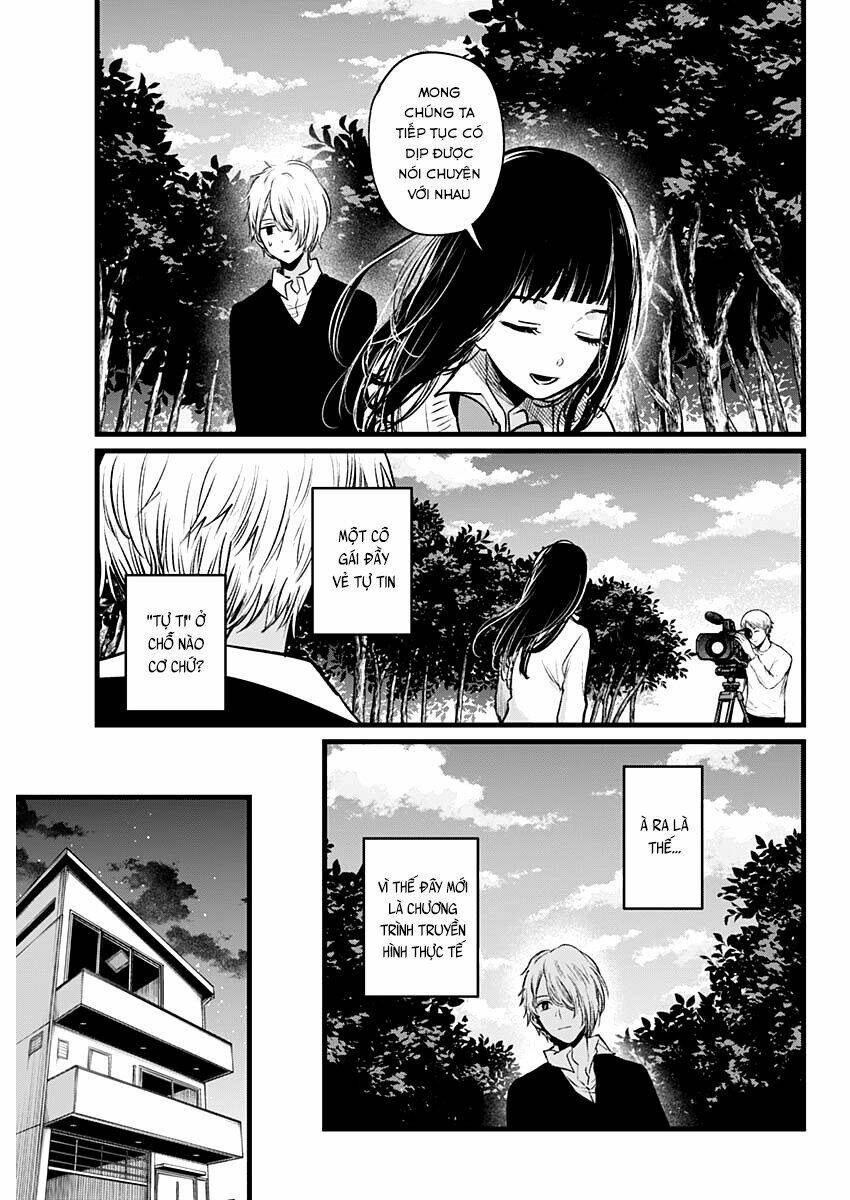 MONG
CHÚNG TA
TIẾP TỤC CÓ
DỊP ĐƯỢC
NÓI CHUYỆN
VỚI NHAU
MỘT CÔ
GÁI ĐẦY
VẺ TỰ TIN
"TỰ TI" Ở
CHỖ NÀO
CƠ CHỨ?
À RA LÀ
THẾ...
VÌ THẾ ĐÂY MỚI
LÀ CHƯƠNG
TRÌNH TRUYỀN
HÌNH THỰC TẾ